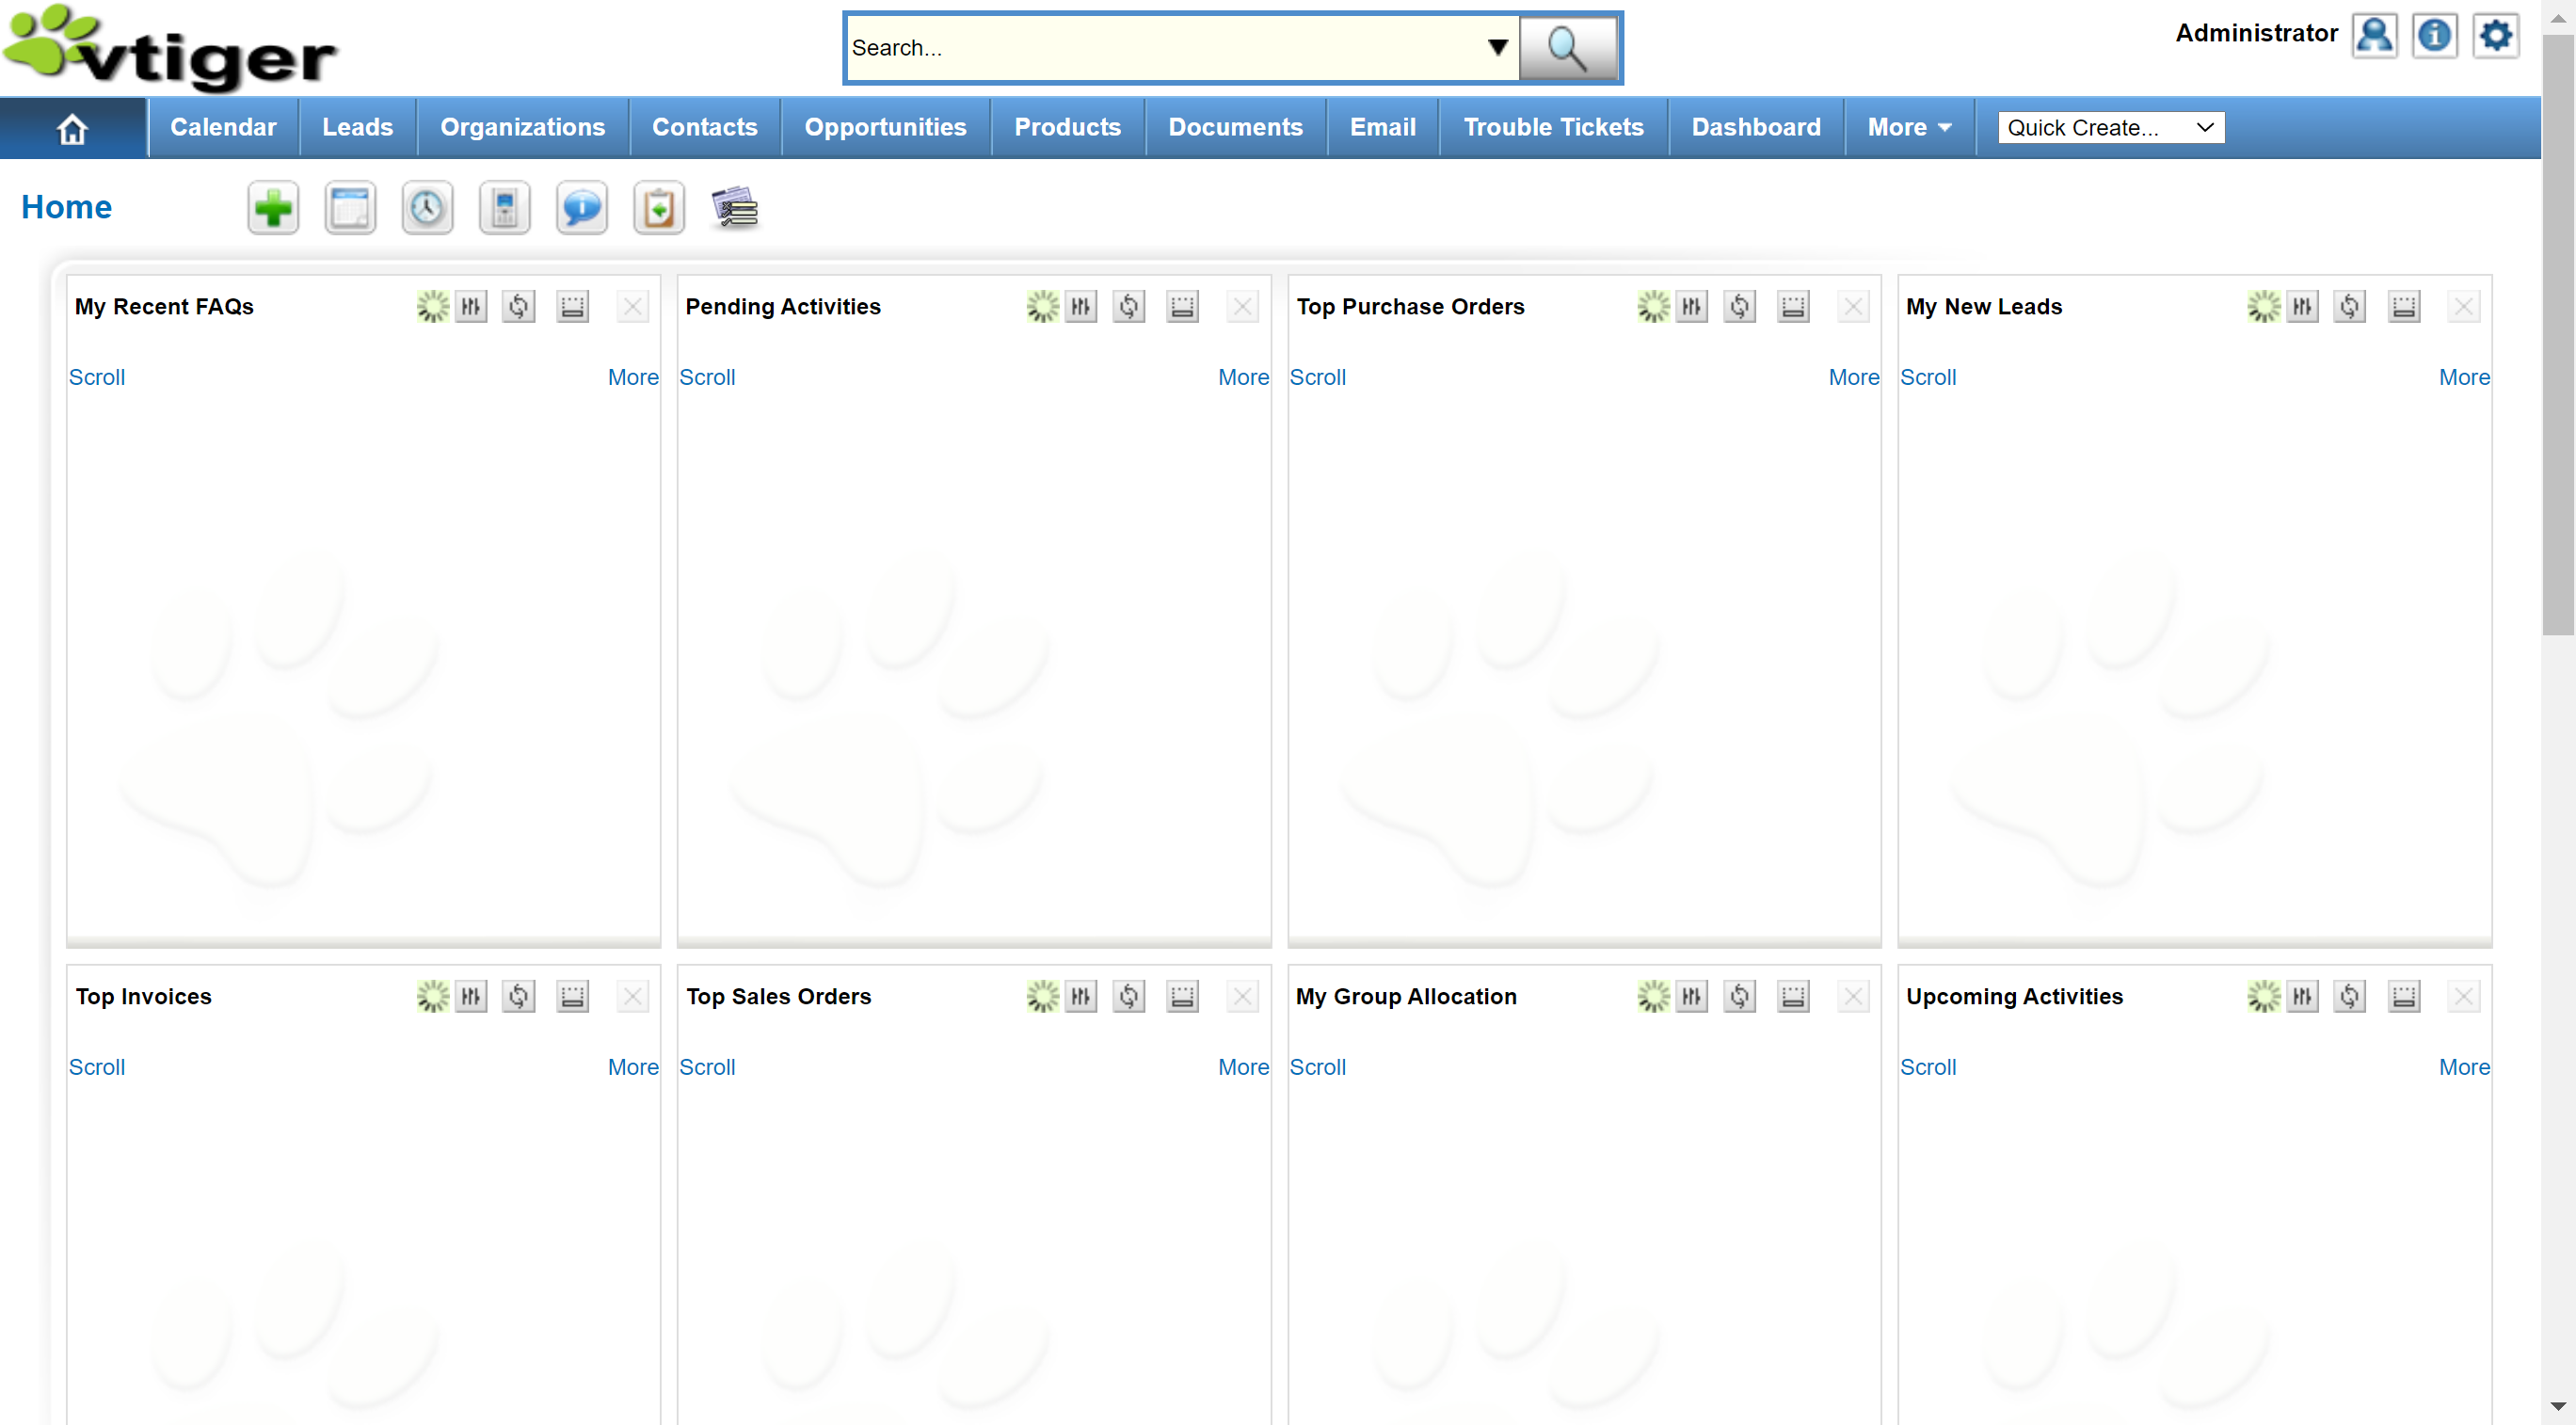 vtiger
Search...
Administrator
Calendar Leads Organizations Contacts Opportunities Products Documents Email Trouble Tickets Dashboard More Quick Create...
Home
My Recent FAQs
Scroll More
Pending Activities
Scroll More
Top Purchase Orders
Scroll More
My New Leads
Scroll More
Top Invoices
Scroll More
Top Sales Orders
Scroll More
My Group Allocation
Scroll
Upcoming Activities
Scroll More